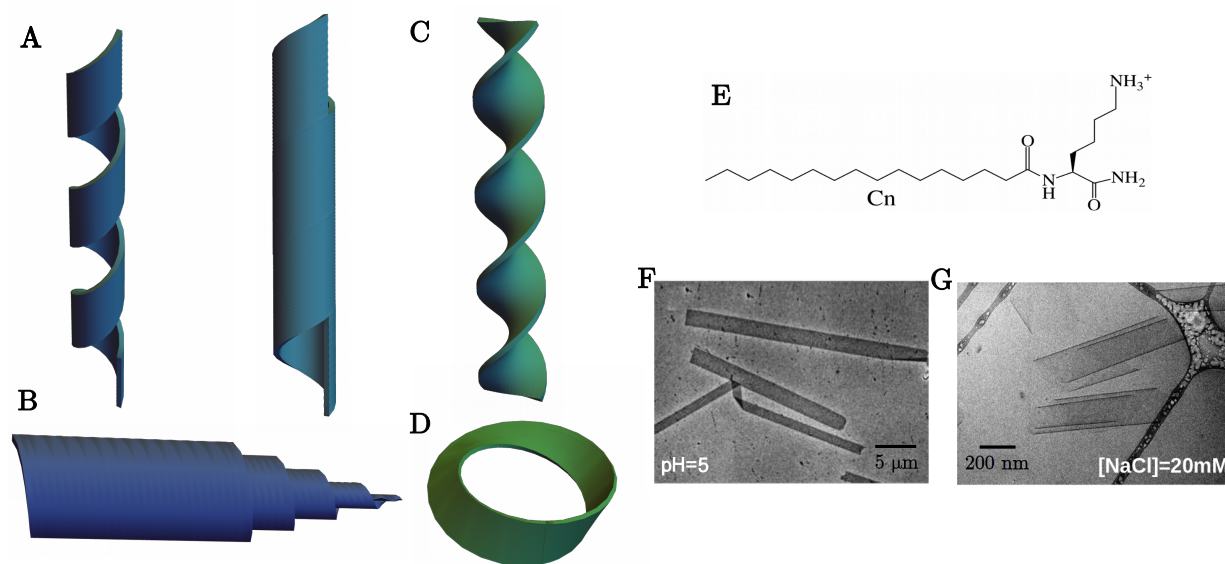 A
B
C
D
E
NH₃⁺
O
N
H
O
NH₂
Cn
F
pH=5
5 μm
G
200 nm
[NaCl]=20mM